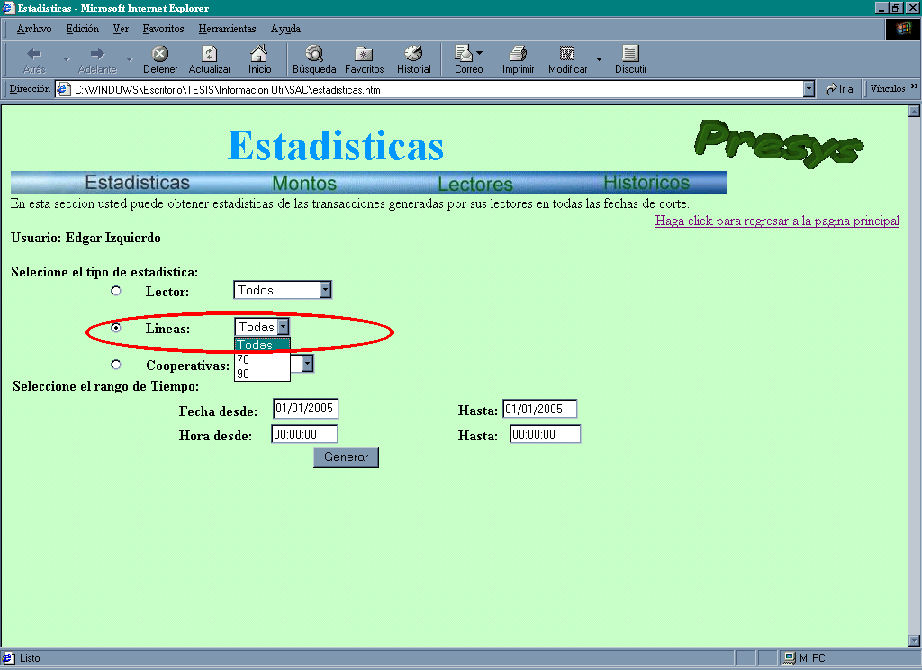 Estadisticas - Microsoft Internet Explorer
Archivo Edición Ver Favoritos Herramientas Ayuda
Atrás Adelante Detener Actualizar Inicio Búsqueda Favoritos Historial Correo Imprimir Modificar Discutir
Dirección D:\WINDOWS\Escritorio\TESIS\Informacion Util\SAC\estadisticas.htm Ir a Vínculos »
Estadisticas
Presys
Estadisticas Montos Lectores Historicos
En esta seccion usted puede obtener estadisticas de las transacciones generadas por sus lectores en todas las fechas de corte.
Haga click para regresar a la pagina principal
Usuario: Edgar Izquierdo
Selecione el tipo de estadistica:
Lector: Todos
Lineas: Todas
Todas
70
90
Cooperativas:
Seleccione el rango de Tiempo:
Fecha desde: 01/01/2005 Hasta: 01/01/2005
Hora desde: 00:00:00 Hasta: 00:00:00
Generar
Listo Mi PC